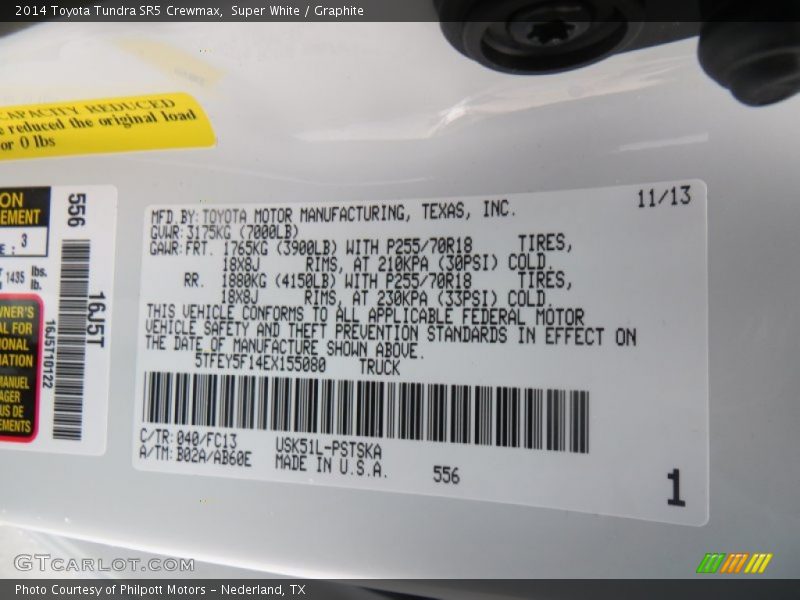 2014 Toyota Tundra SR5 Crewmax, Super White / Graphite
CAPACITY REDUCED
reduced the original load
or 0 lbs
ON
EMENT
E : 3
1435 lbs.
lb.
WNER'S
AL FOR
IONAL
MATION
MANUEL
AGER
US DE
EMENTS
556
16J5T
16J5T10122
11/13
MFD. BY: TOYOTA MOTOR MANUFACTURING, TEXAS, INC.
GVWR: 3175KG (7000LB)
GAWR: FRT. 1765KG (3900LB) WITH P255/70R18 TIRES,
18X8J RIMS, AT 210KPA (30PSI) COLD.
RR. 1880KG (4150LB) WITH P255/70R18 TIRES,
18X8J RIMS, AT 230KPA (33PSI) COLD.
THIS VEHICLE CONFORMS TO ALL APPLICABLE FEDERAL MOTOR
VEHICLE SAFETY AND THEFT PREVENTION STANDARDS IN EFFECT ON
THE DATE OF MANUFACTURE SHOWN ABOVE.
5TFEY5F14EX155080 TRUCK
C/TR: 040/FC13 USK51L-PSTSKA
A/TM: B02A/AB60E MADE IN U.S.A. 556
1
GTCARLOT.COM
Photo Courtesy of Philpott Motors - Nederland, TX